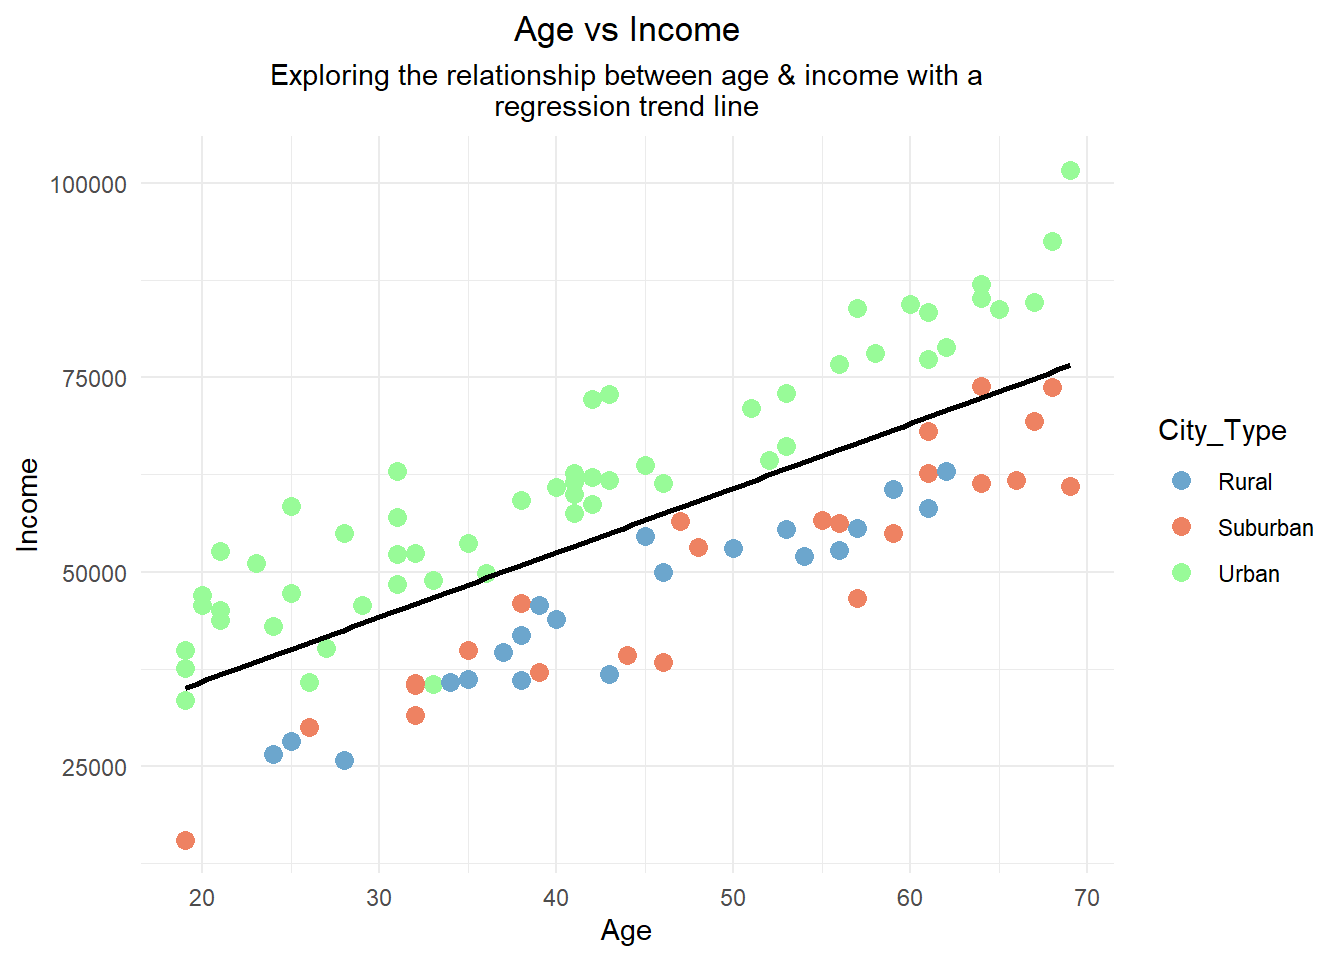 Age vs Income
Exploring the relationship between age & income with a
regression trend line
100000
75000
50000
25000
Income
20 30 40 50 60 70
Age
City_Type
Rural
Suburban
Urban